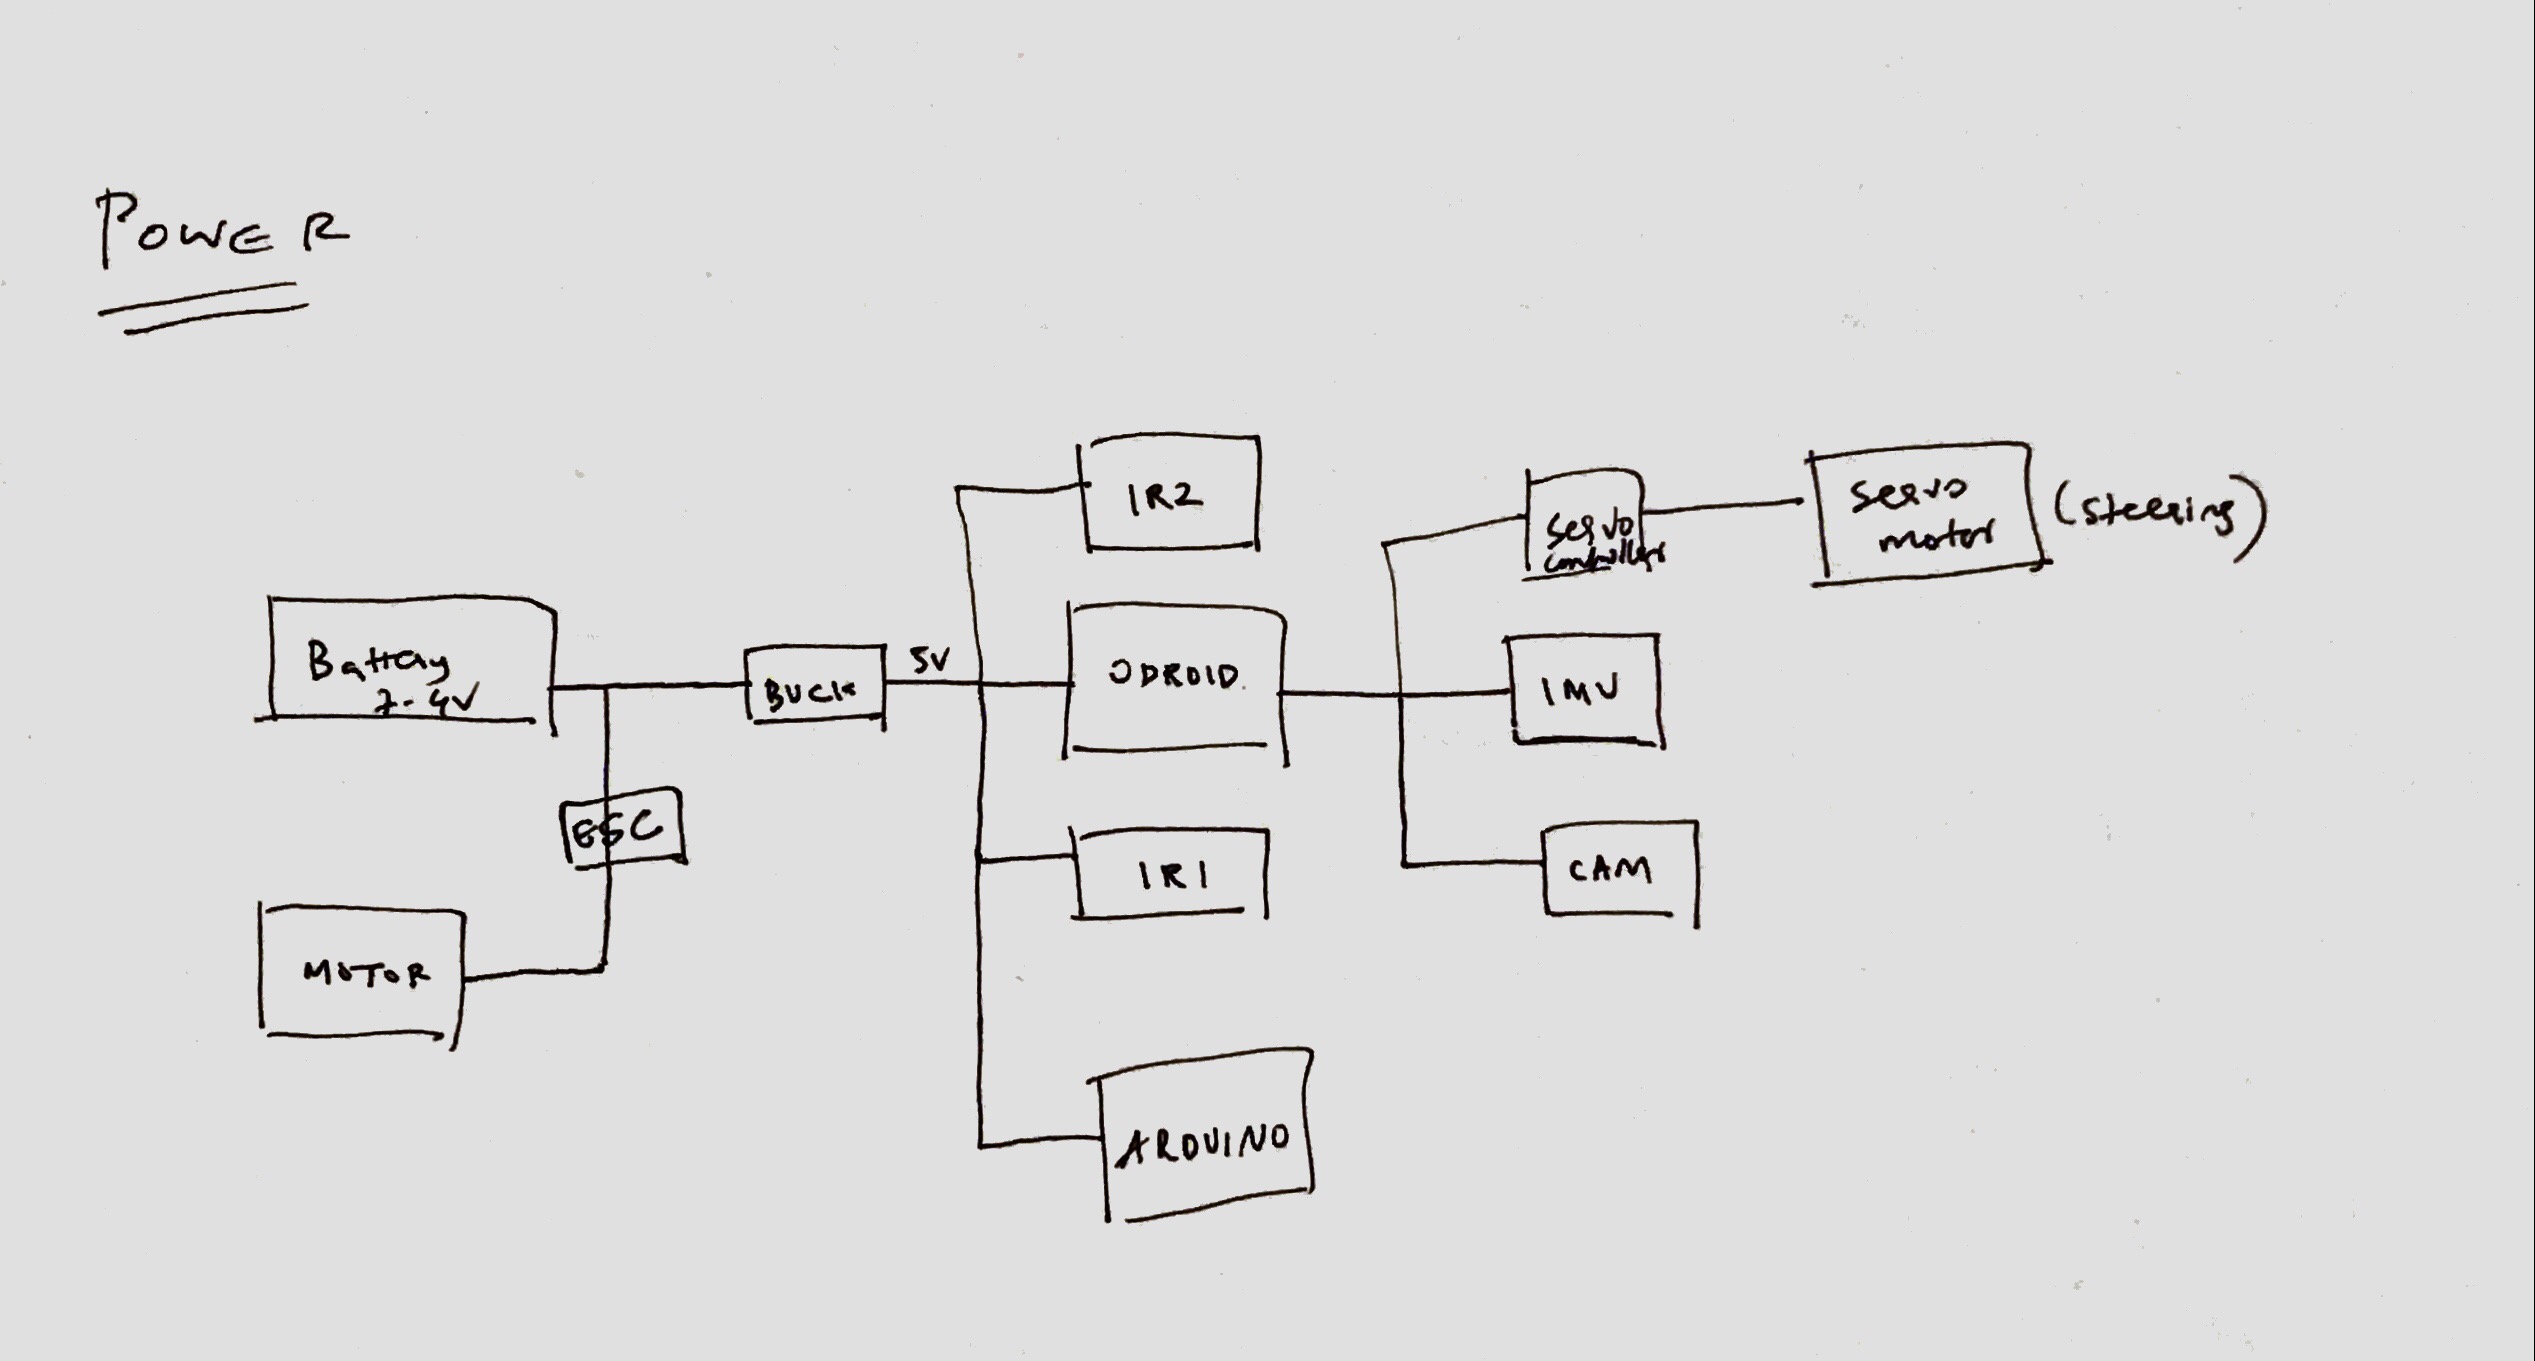 POWER
IR2
Servo
controller
Servo
motor
(steering)
Battery
7.4V
BUCK
5V
ODROID
IMU
ESC
IR1
CAM
MOTOR
ARDUINO